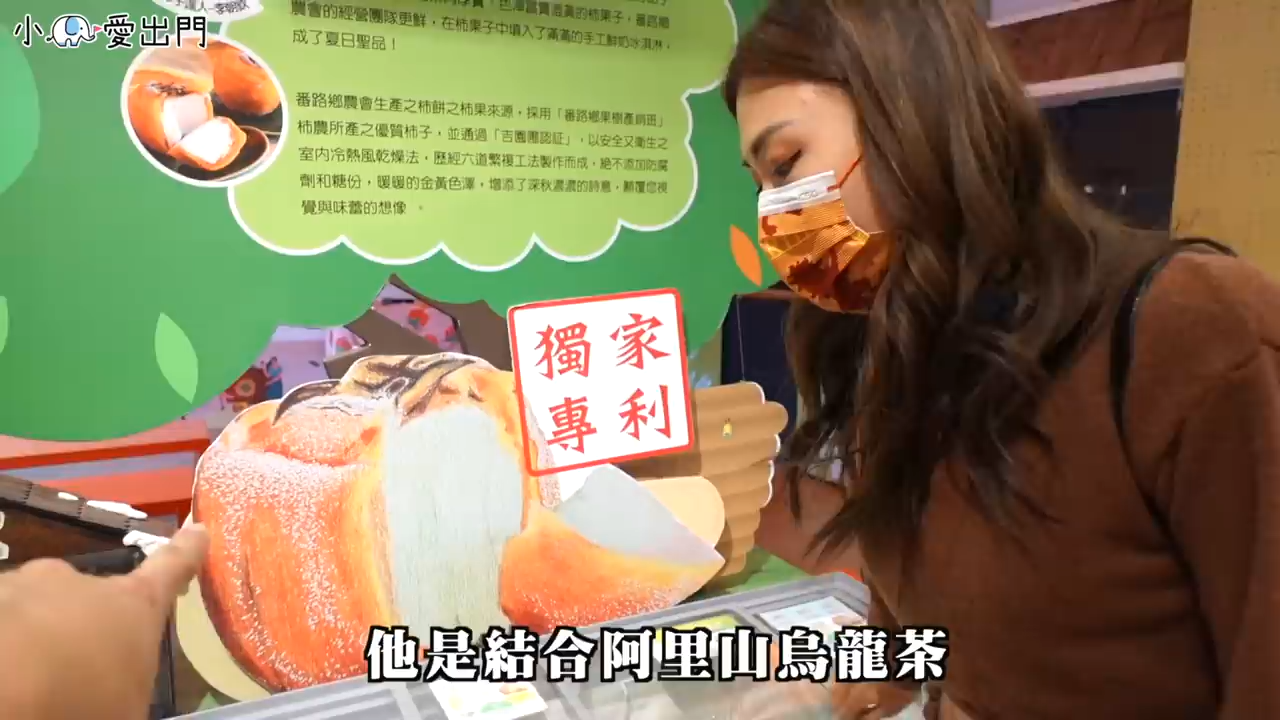 小愛出門
農會的經營團隊更鮮，在柿果子中填入了滿滿的手工鮮奶冰淇淋，
成了夏日聖品！
番路鄉農會生產之柿餅之柿果來源，採用「番路鄉果樹產銷班」
柿農所產之優質柿子，並通過「吉園圃認証」，以安全又衛生之
室內冷熱風乾燥法，歷經六道繁複工法製作而成，絕不添加防腐
劑和糖份，暖暖的金黃色澤，增添了深秋濃濃的詩意，顛覆您視
覺與味蕾的想像。
獨家
專利
他是結合阿里山烏龍茶